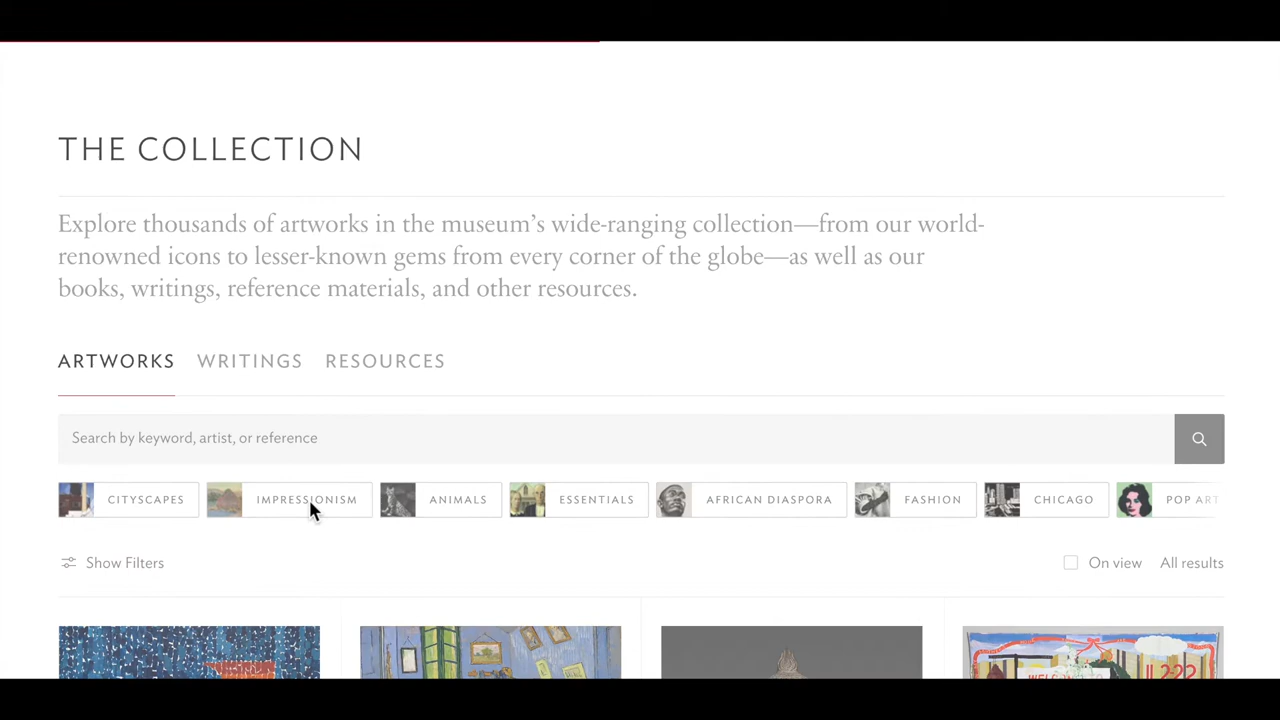 THE COLLECTION
Explore thousands of artworks in the museum’s wide-ranging collection—from our world-
renowned icons to lesser-known gems from every corner of the globe—as well as our
books, writings, reference materials, and other resources.
ARTWORKS WRITINGS RESOURCES
Search by keyword, artist, or reference
CITYSCAPES IMPRESSIONISM ANIMALS ESSENTIALS AFRICAN DIASPORA FASHION CHICAGO POP ART
Show Filters On view All results